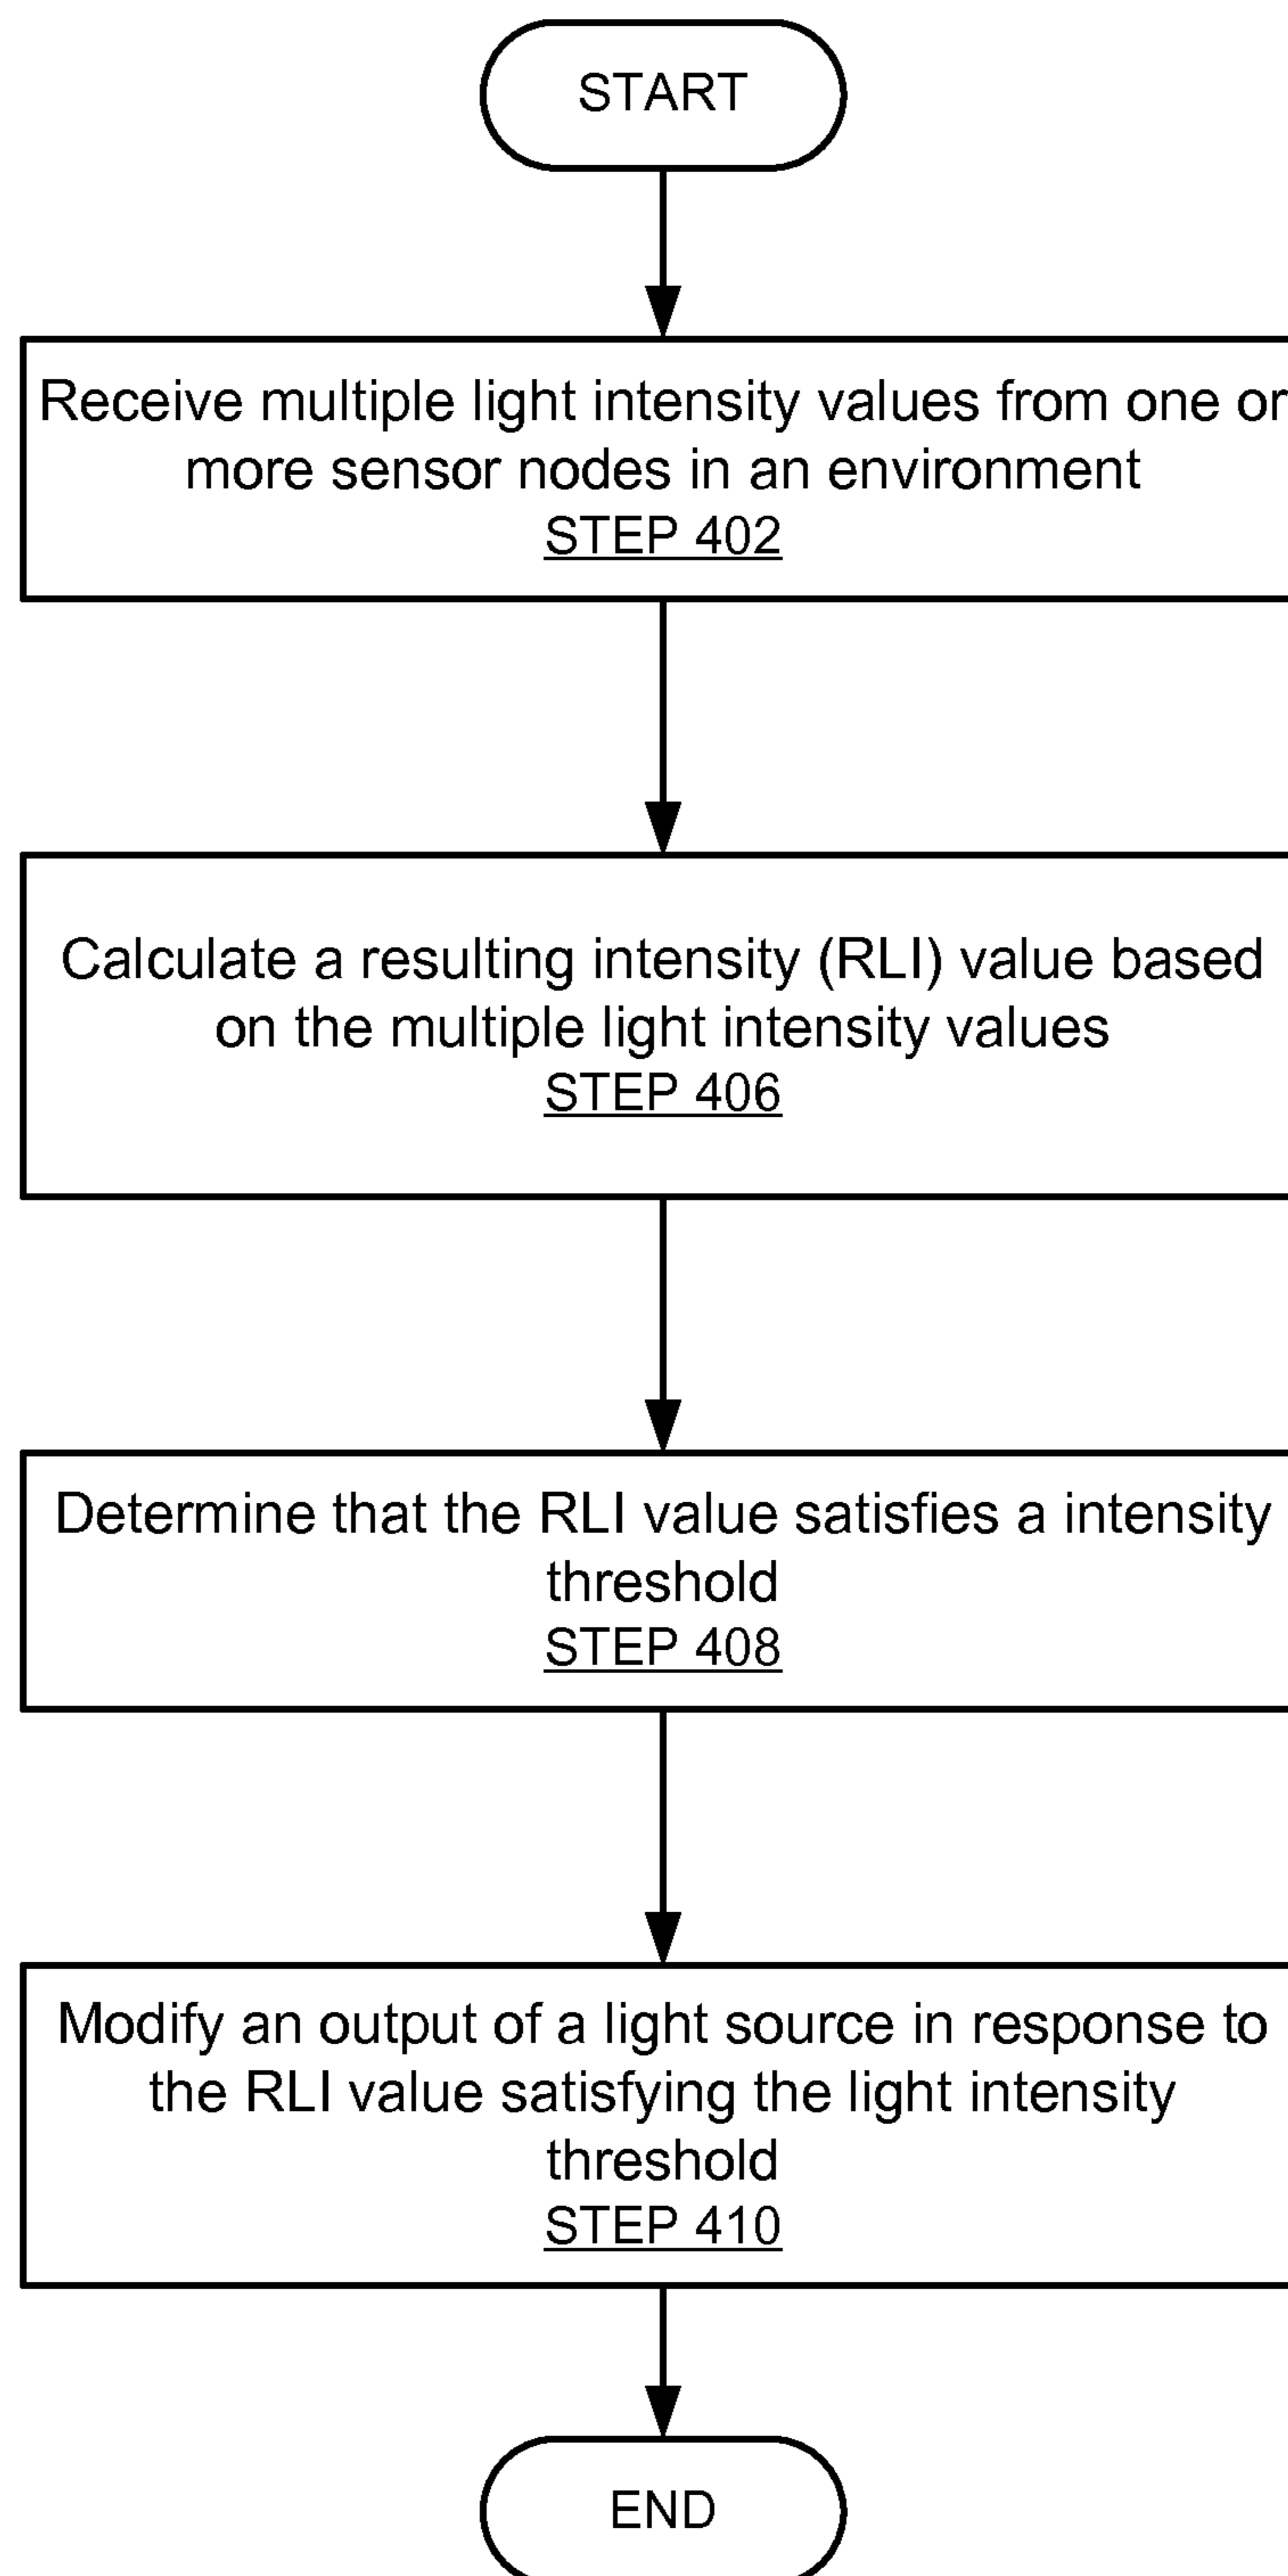 START
Receive multiple light intensity values from one or
more sensor nodes in an environment
STEP 402
Calculate a resulting intensity (RLI) value based
on the multiple light intensity values
STEP 406
Determine that the RLI value satisfies a intensity
threshold
STEP 408
Modify an output of a light source in response to
the RLI value satisfying the light intensity
threshold
STEP 410
END